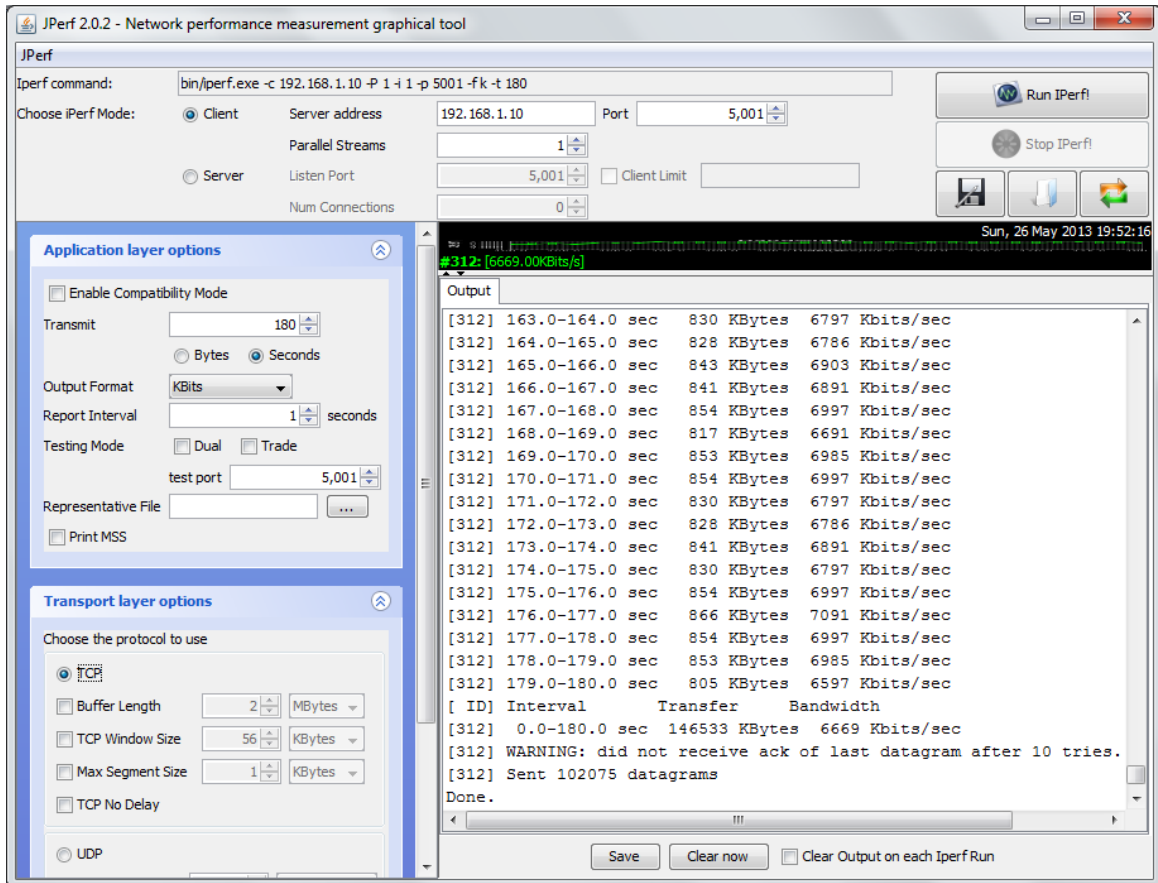 JPerf 2.0.2 - Network performance measurement graphical tool
JPerf
Iperf command: bin/iperf.exe -c 192.168.1.10 -P 1 -i 1 -p 5001 -f k -t 180
Choose iPerf Mode: Client Server address 192.168.1.10 Port 5,001
Parallel Streams 1
Server Listen Port 5,001 Client Limit
Num Connections 0
Run IPerf!
Stop IPerf!
Application layer options
Enable Compatibility Mode
Transmit 180
Bytes Seconds
Output Format KBits
Report Interval 1 seconds
Testing Mode Dual Trade
test port 5,001
Representative File ...
Print MSS
Transport layer options
Choose the protocol to use
TCP
Buffer Length 2 MBytes
TCP Window Size 56 KBytes
Max Segment Size 1 KBytes
TCP No Delay
UDP
Sun, 26 May 2013 19:52:16
#312: [6669.00KBits/s]
Output
[312] 163.0-164.0 sec 830 KBytes 6797 Kbits/sec
[312] 164.0-165.0 sec 828 KBytes 6786 Kbits/sec
[312] 165.0-166.0 sec 843 KBytes 6903 Kbits/sec
[312] 166.0-167.0 sec 841 KBytes 6891 Kbits/sec
[312] 167.0-168.0 sec 854 KBytes 6997 Kbits/sec
[312] 168.0-169.0 sec 817 KBytes 6691 Kbits/sec
[312] 169.0-170.0 sec 853 KBytes 6985 Kbits/sec
[312] 170.0-171.0 sec 854 KBytes 6997 Kbits/sec
[312] 171.0-172.0 sec 830 KBytes 6797 Kbits/sec
[312] 172.0-173.0 sec 828 KBytes 6786 Kbits/sec
[312] 173.0-174.0 sec 841 KBytes 6891 Kbits/sec
[312] 174.0-175.0 sec 830 KBytes 6797 Kbits/sec
[312] 175.0-176.0 sec 854 KBytes 6997 Kbits/sec
[312] 176.0-177.0 sec 866 KBytes 7091 Kbits/sec
[312] 177.0-178.0 sec 854 KBytes 6997 Kbits/sec
[312] 178.0-179.0 sec 853 KBytes 6985 Kbits/sec
[312] 179.0-180.0 sec 805 KBytes 6597 Kbits/sec
[ ID] Interval Transfer Bandwidth
[312] 0.0-180.0 sec 146533 KBytes 6669 Kbits/sec
[312] WARNING: did not receive ack of last datagram after 10 tries.
[312] Sent 102075 datagrams
Done.
Save Clear now Clear Output on each Iperf Run